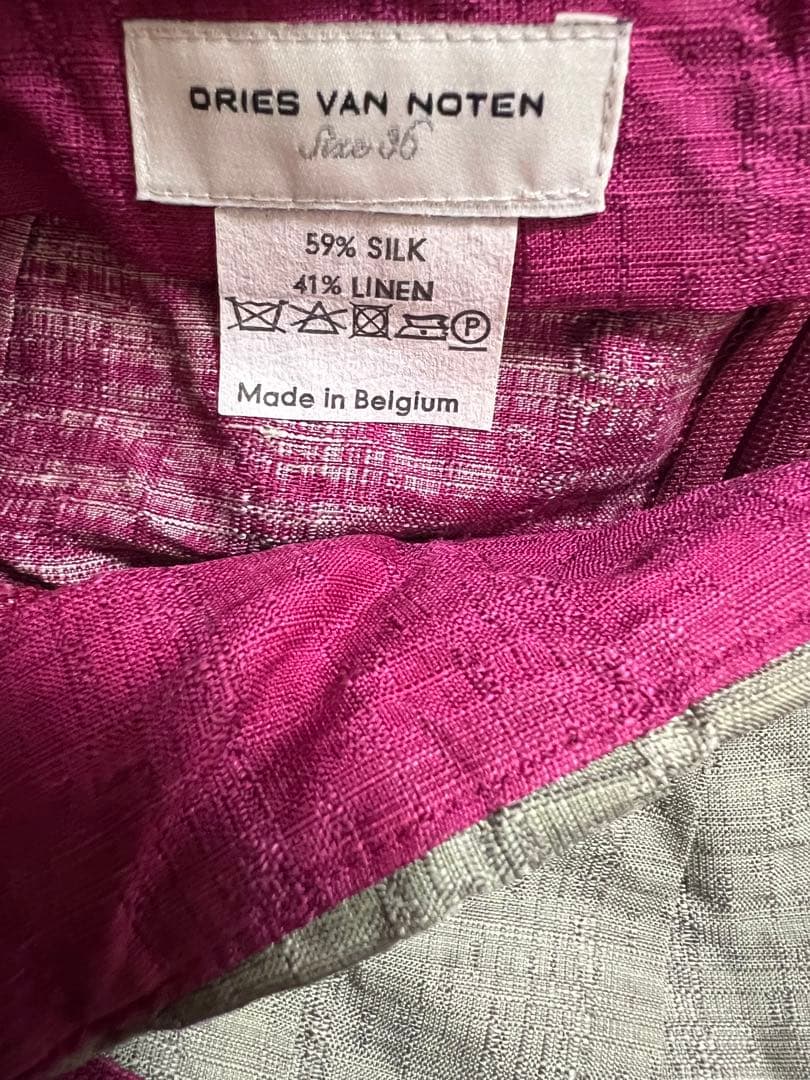 DRIES VAN NOTEN
Size 36
59% SILK
41% LINEN
P
Made in Belgium